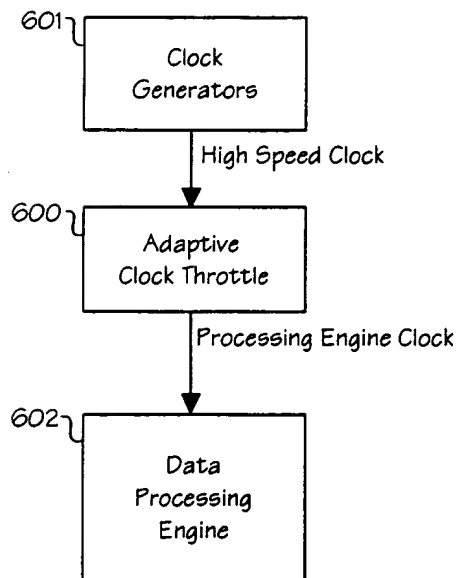 601
Clock
Generators
High Speed Clock
600
Adaptive
Clock Throttle
Processing Engine Clock
602
Data
Processing
Engine